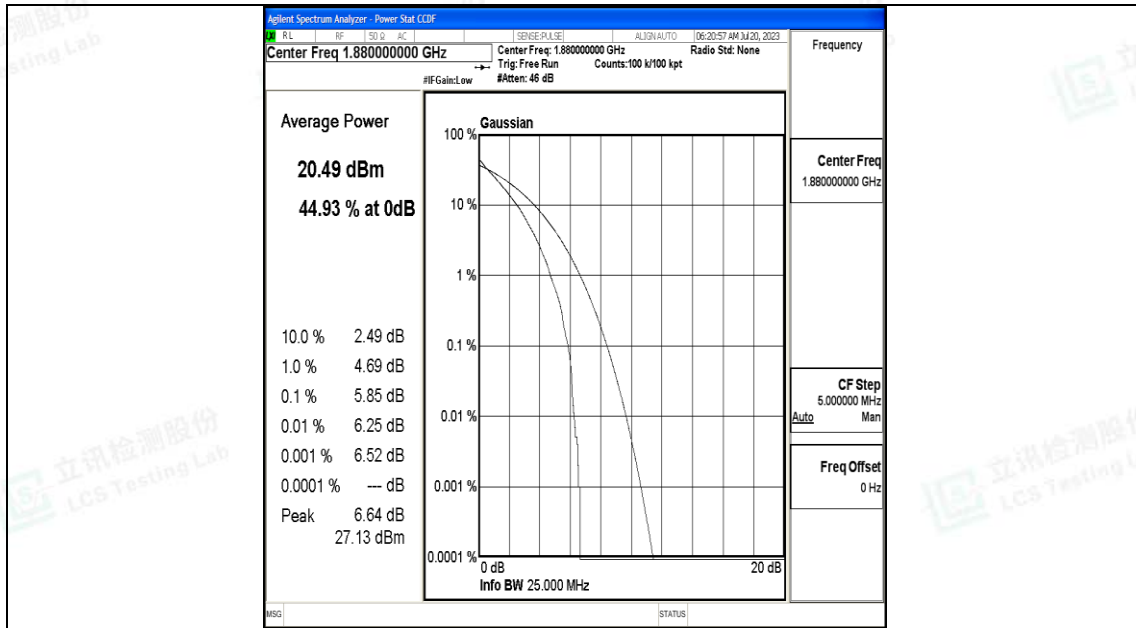 Agilent Spectrum Analyzer - Power Stat CCDF
RL RF 50 Ω AC SENSE:PULSE ALIGNAUTO 06:20:57 AM Jul 20, 2023
Center Freq 1.880000000 GHz
Center Freq: 1.880000000 GHz Radio Std: None
Trig: Free Run Counts:100 k/100 kpt
#IFGain:Low #Atten: 46 dB
Frequency
Average Power
20.49 dBm
44.93 % at 0dB
10.0 % 2.49 dB
1.0 % 4.69 dB
0.1 % 5.85 dB
0.01 % 6.25 dB
0.001 % 6.52 dB
0.0001 % --- dB
Peak 6.64 dB
27.13 dBm
Gaussian
100 %
10 %
1 %
0.1 %
0.01 %
0.001 %
0.0001 %
0 dB 20 dB
Info BW 25.000 MHz
Center Freq
1.880000000 GHz
CF Step
5.000000 MHz
Auto Man
Freq Offset
0 Hz
MSG STATUS
立讯检测股份
LCS Testing Lab
立讯检测股份